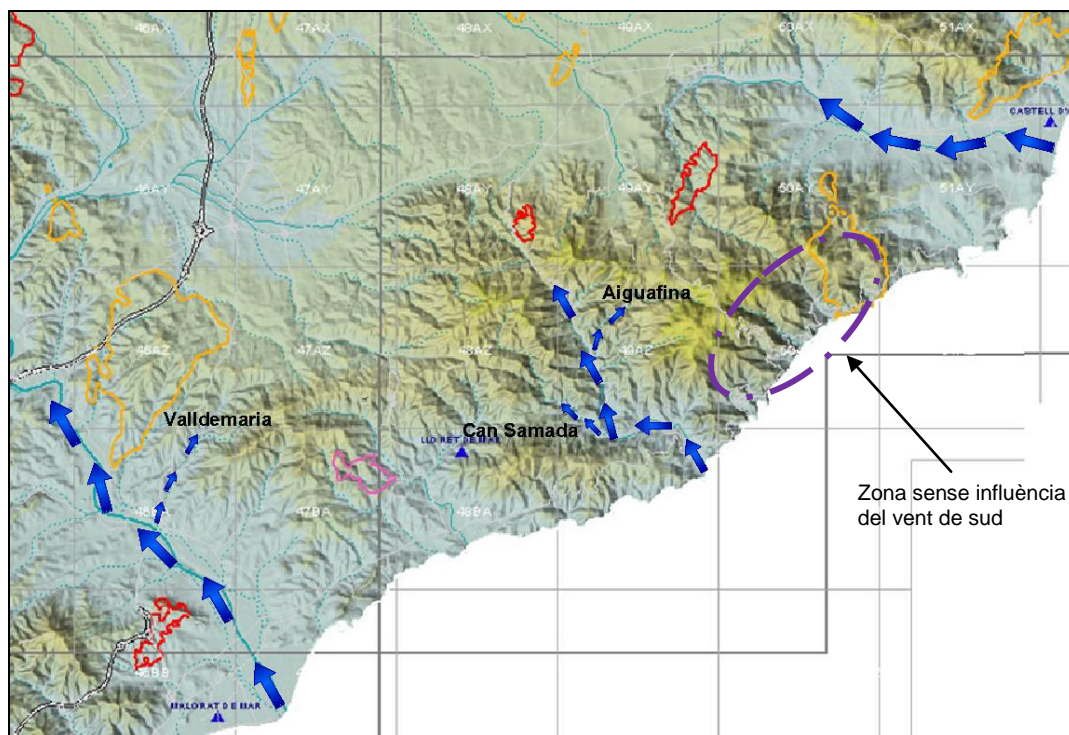 46AX
47AX
48AX
49AX
50AX
51AX
CASTELL D'
46AY
47AY
48AY
49AY
50AY
51AY
Aiguafina
46AZ
47AZ
48AZ
49AZ
Valldemaria
Can Samada
LLORET DE MAR
Zona sense influència
del vent de sud
46BA
47BA
48BA
46BB
MALGRAT DE MAR